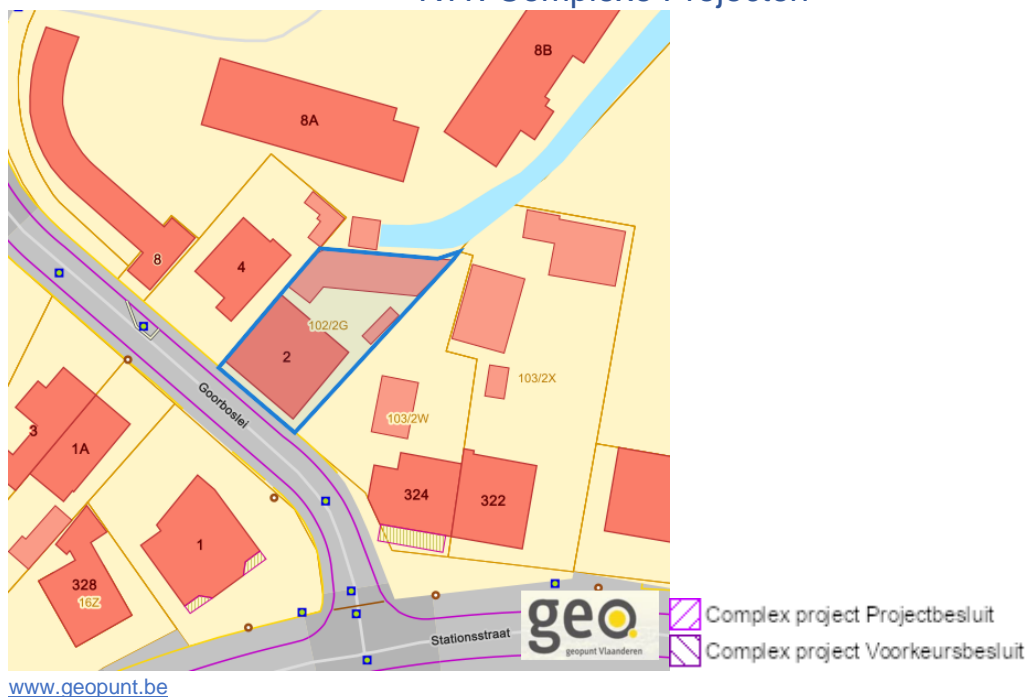 8B
8A
8
4
102/2G
2
103/2X
Goorboslei
103/2W
3
1A
324
322
1
328
16Z
Stationsstraat
geo
geopunt Vlaanderen
Complex project Projectbesluit
Complex project Voorkeursbesluit
www.geopunt.be